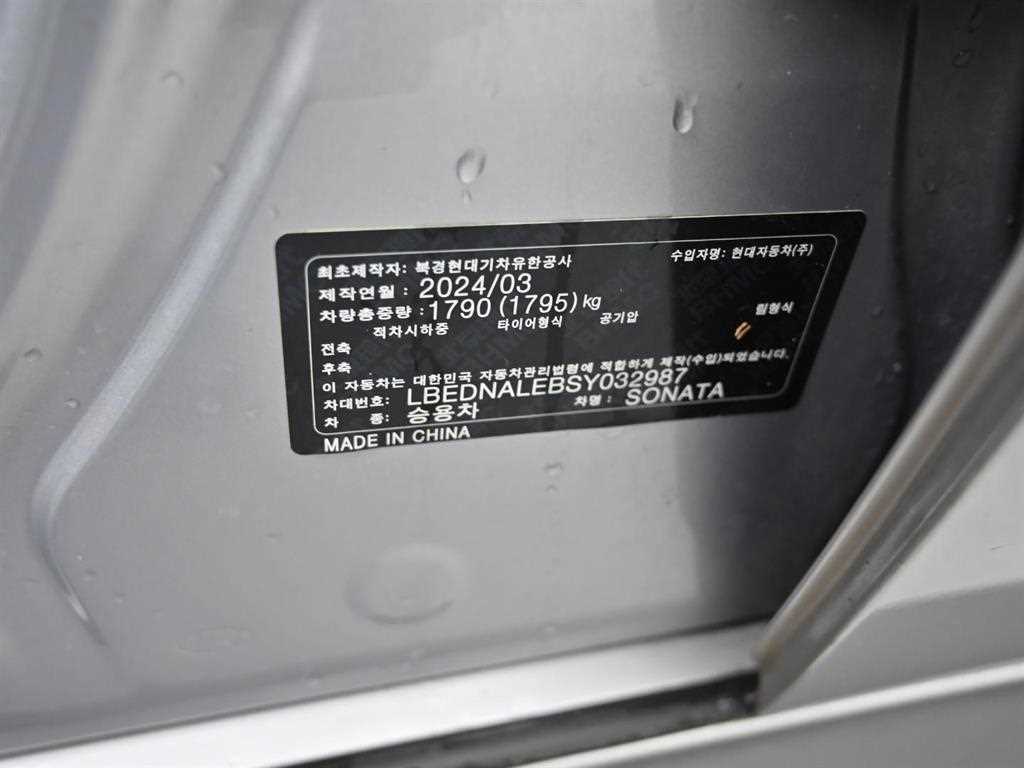 최초제작자: 북경현대기차유한공사 수입자명: 현대자동차(주)
제작연월 : 2024/03
차량총중량 : 1790 (1795) kg
적차시하중 타이어형식 공기압 림형식
전축
후축
이 자동차는 대한민국 자동차관리법령에 적합하게 제작(수입)되었습니다.
차대번호: LBEDNALEBSY032987
차 종: 승용차 차명 : SONATA
MADE IN CHINA